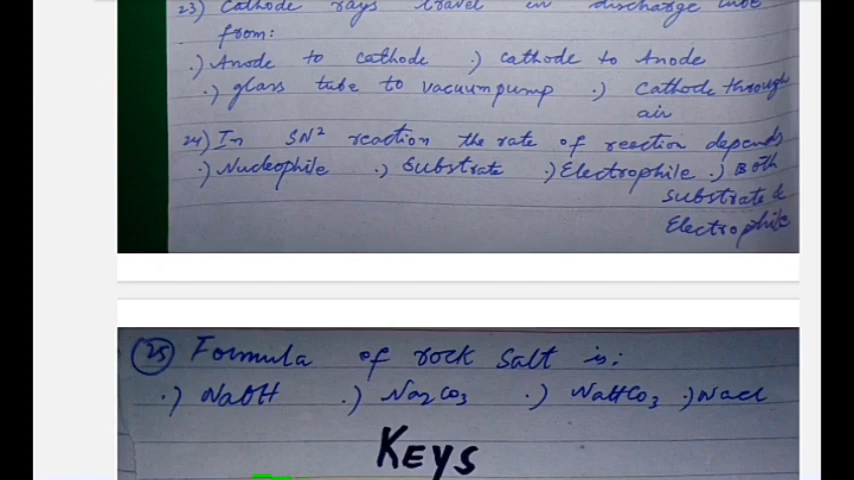 23) Cathode rays travel in discharge tube
from:
.) Anode to cathode .) cathode to Anode
.) glass tube to vacuum pump .) Cathode through
air
24) In SN² reaction the rate of reection depends
.) Nucleophile .) Substrate .) Electrophile .) Both
substrate &
Electrophile
25 Formula of rock salt is:
.) NaOH .) Na2CO3 .) NaHCO3 .) NaCl
KEYS